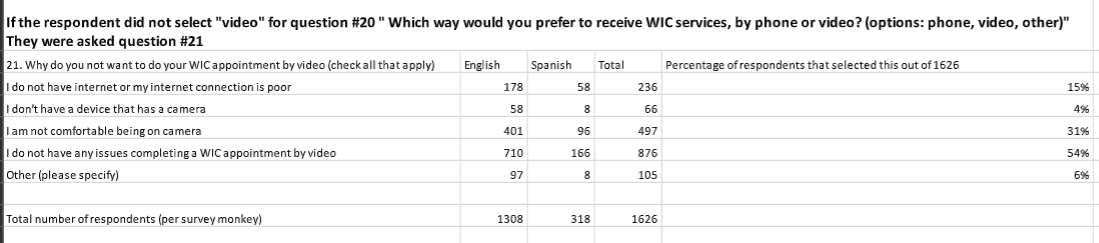 If the respondent did not select "video" for question #20 " Which way would you prefer to receive WIC services, by phone or video? (options: phone, video, other)"
They were asked question #21
21. Why do you not want to do your WIC appointment by video (check all that apply) English Spanish Total Percentage of respondents that selected this out of 1626
I do not have internet or my internet connection is poor 178 58 236 15%
I don't have a device that has a camera 58 8 66 4%
I am not comfortable being on camera 401 96 497 31%
I do not have any issues completing a WIC appointment by video 710 166 876 54%
Other (please specify) 97 8 105 6%
Total number of respondents (per survey monkey) 1308 318 1626